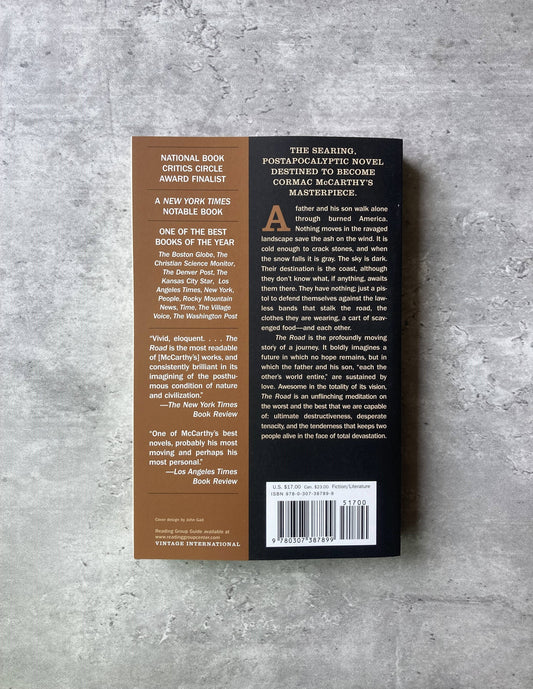 NATIONAL BOOK
CRITICS CIRCLE
AWARD FINALIST
A NEW YORK TIMES
NOTABLE BOOK
ONE OF THE BEST
BOOKS OF THE YEAR
The Boston Globe, The
Christian Science Monitor,
The Denver Post, The
Kansas City Star, Los
Angeles Times, New York,
People, Rocky Mountain
News, Time, The Village
Voice, The Washington Post
“Vivid, eloquent. . . . The
Road is the most readable
of [McCarthy's] works, and
consistently brilliant in its
imagining of the posthu-
mous condition of nature
and civilization.”
—The New York Times
Book Review
“One of McCarthy's best
novels, probably his most
moving and perhaps his
most personal.”
—Los Angeles Times
Book Review
Cover design by John Gall
Reading Group Guide available at
www.readinggroupcenter.com
VINTAGE INTERNATIONAL
THE SEARING,
POSTAPOCALYPTIC NOVEL
DESTINED TO BECOME
CORMAC McCARTHY'S
MASTERPIECE.
A father and his son walk alone
through burned America.
Nothing moves in the ravaged
landscape save the ash on the wind. It is
cold enough to crack stones, and when
the snow falls it is gray. The sky is dark.
Their destination is the coast, although
they don't know what, if anything, awaits
them there. They have nothing; just a pis-
tol to defend themselves against the law-
less bands that stalk the road, the
clothes they are wearing, a cart of scav-
enged food—and each other.
The Road is the profoundly moving
story of a journey. It boldly imagines a
future in which no hope remains, but in
which the father and his son, “each the
other's world entire,” are sustained by
love. Awesome in the totality of its vision,
The Road is an unflinching meditation on
the worst and the best that we are capable
of: ultimate destructiveness, desperate
tenacity, and the tenderness that keeps two
people alive in the face of total devastation.
U.S. $17.00 Can. $23.00 Fiction/Literature
ISBN 978-0-307-38789-9
51700
9 780307 387899